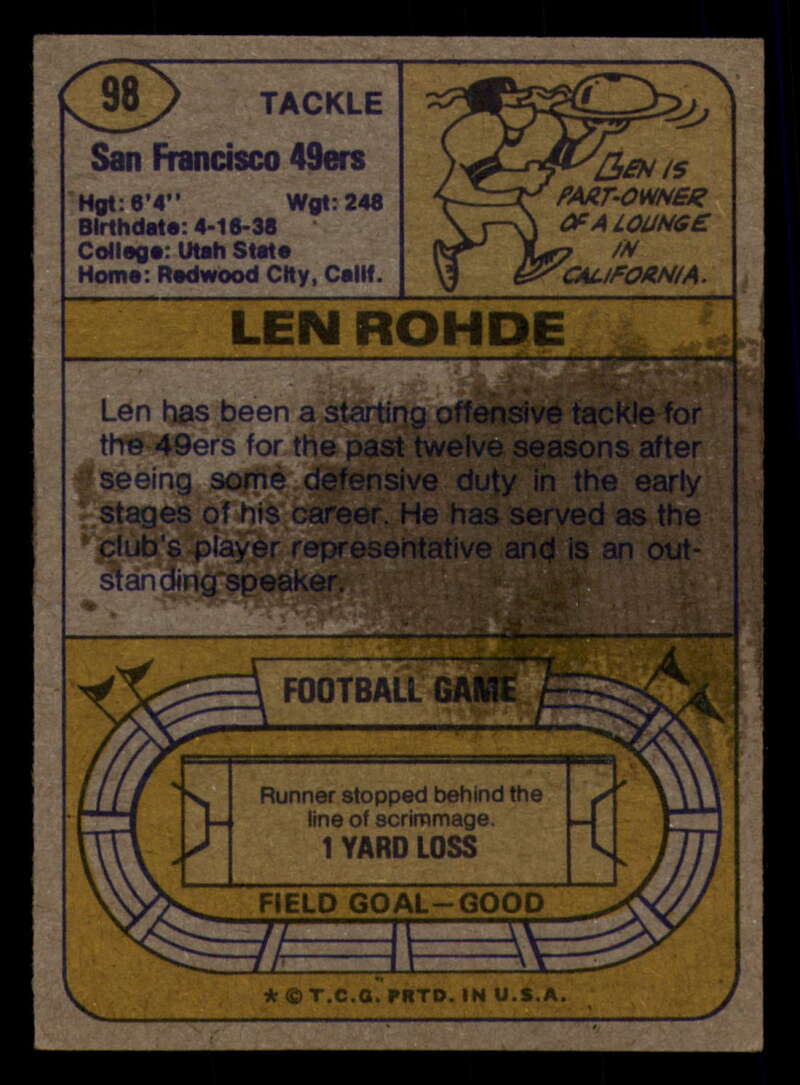 98
TACKLE
San Francisco 49ers
Hgt: 6'4'' Wgt: 248
Birthdate: 4-16-38
College: Utah State
Home: Redwood City, Calif.
LEN IS
PART-OWNER
OF A LOUNGE
IN
CALIFORNIA.
LEN ROHDE
Len has been a starting offensive tackle for
the 49ers for the past twelve seasons after
seeing some defensive duty in the early
stages of his career. He has served as the
club's player representative and is an out-
standing speaker.
FOOTBALL GAME
Runner stopped behind the
line of scrimmage.
1 YARD LOSS
FIELD GOAL—GOOD
* © T.C.G. PRTD. IN U.S.A.